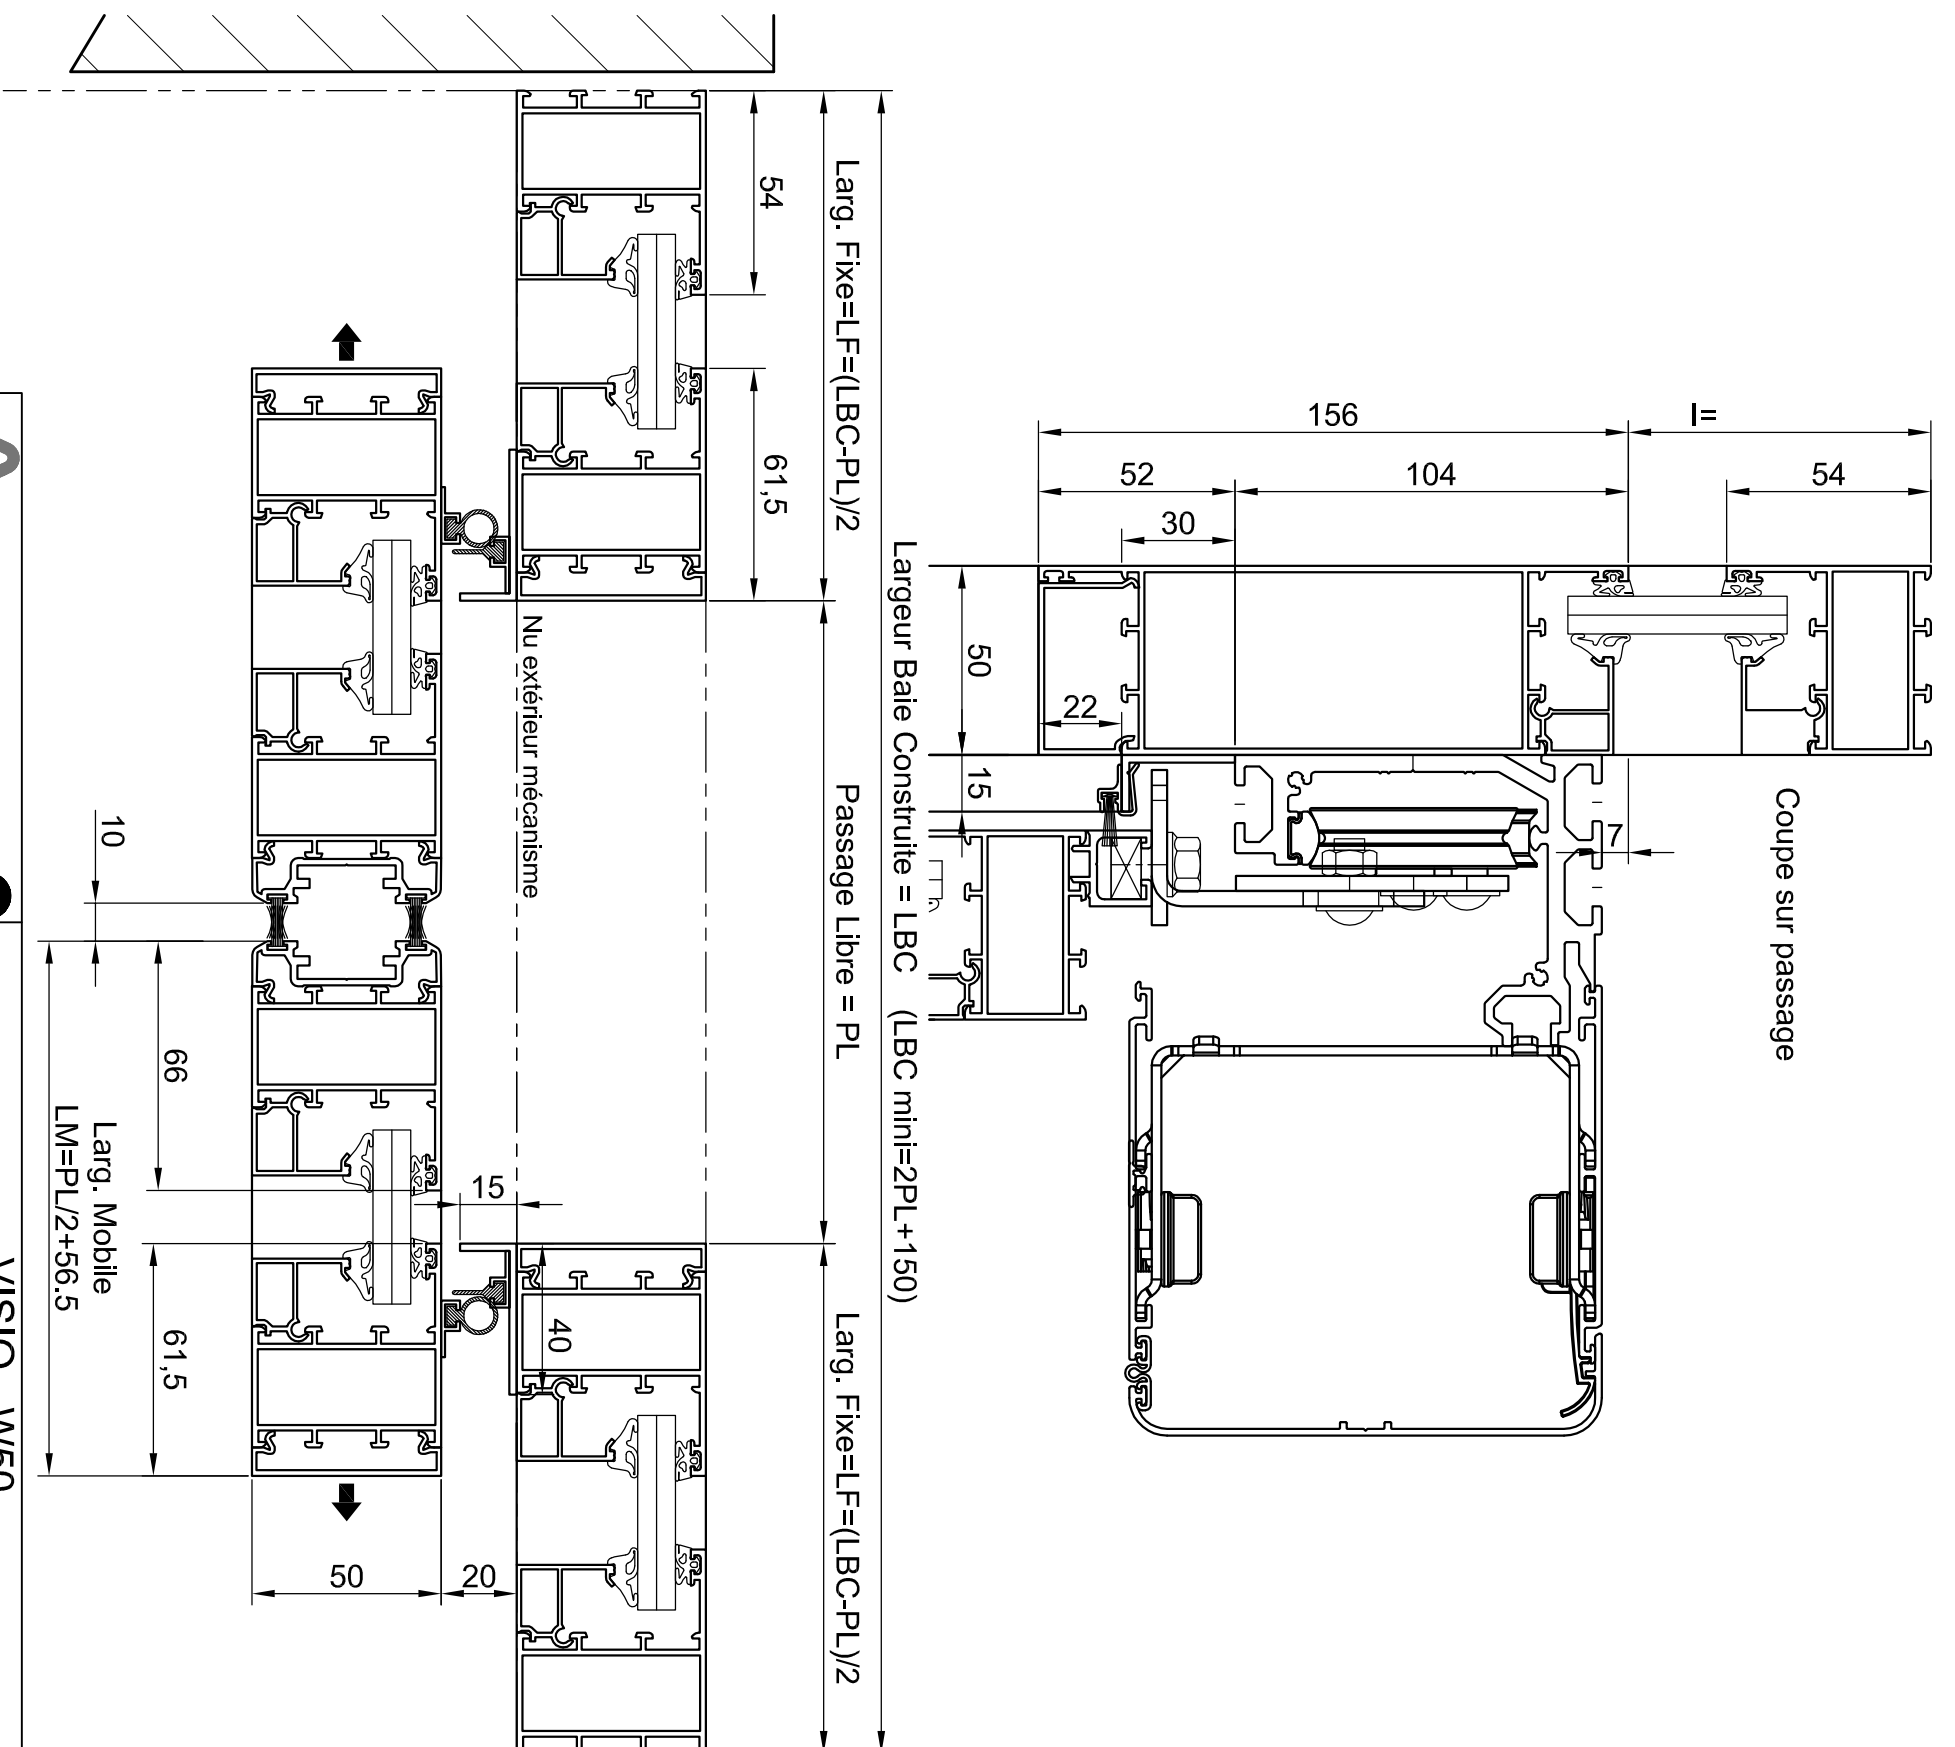 156
I=
52
104
54
30
50
22
15
7
Coupe sur passage
54
61,5
Larg. Fixe=LF=(LBC-PL)/2
Largeur Baie Construite = LBC (LBC mini=2PL+150)
Passage Libre = PL
Larg. Fixe=LF=(LBC-PL)/2
Nu extérieur mécanisme
10
66
15
40
Larg. Mobile
LM=PL/2+56.5
61,5
50
20
VISIO W50